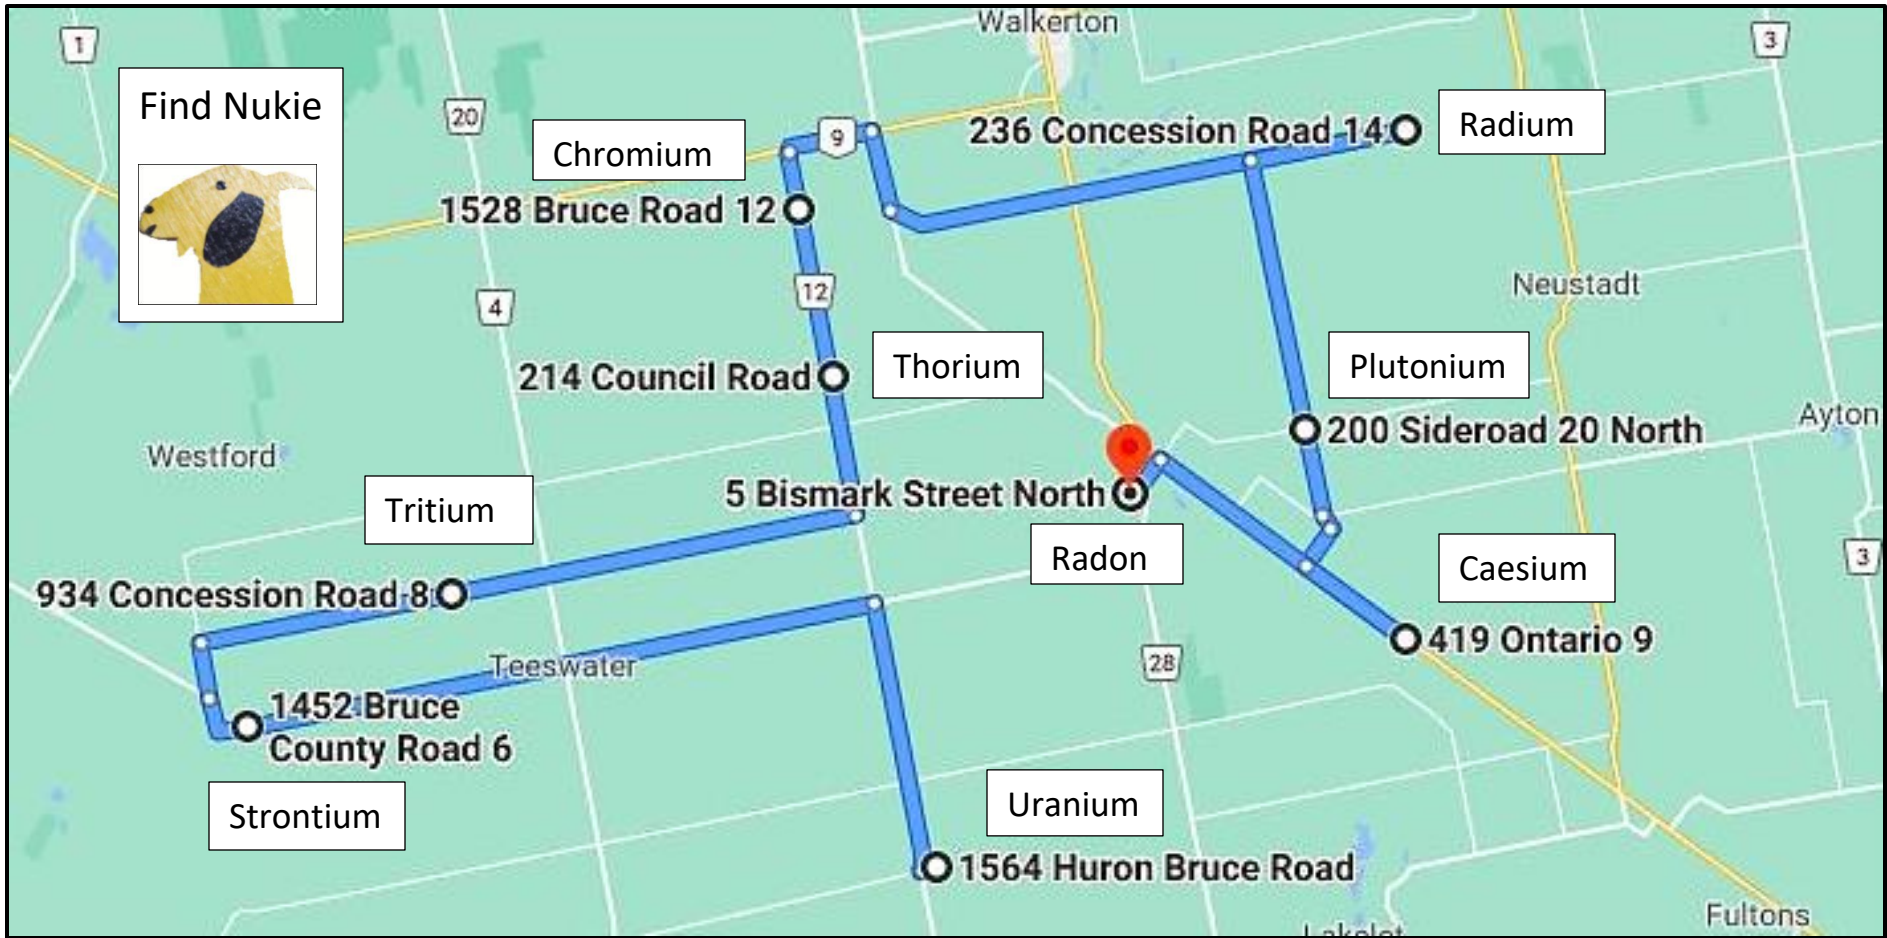 Walkerton
1
3
Find Nukie
20
Chromium
9
236 Concession Road 14
Radium
1528 Bruce Road 12
12
4
Neustadt
214 Council Road
Thorium
Plutonium
Ayton
200 Sideroad 20 North
Westford
Tritium
5 Bismark Street North
Radon
Caesium
3
934 Concession Road 8
419 Ontario 9
Teeswater
28
1452 Bruce
County Road 6
Strontium
Uranium
1564 Huron Bruce Road
Fultons